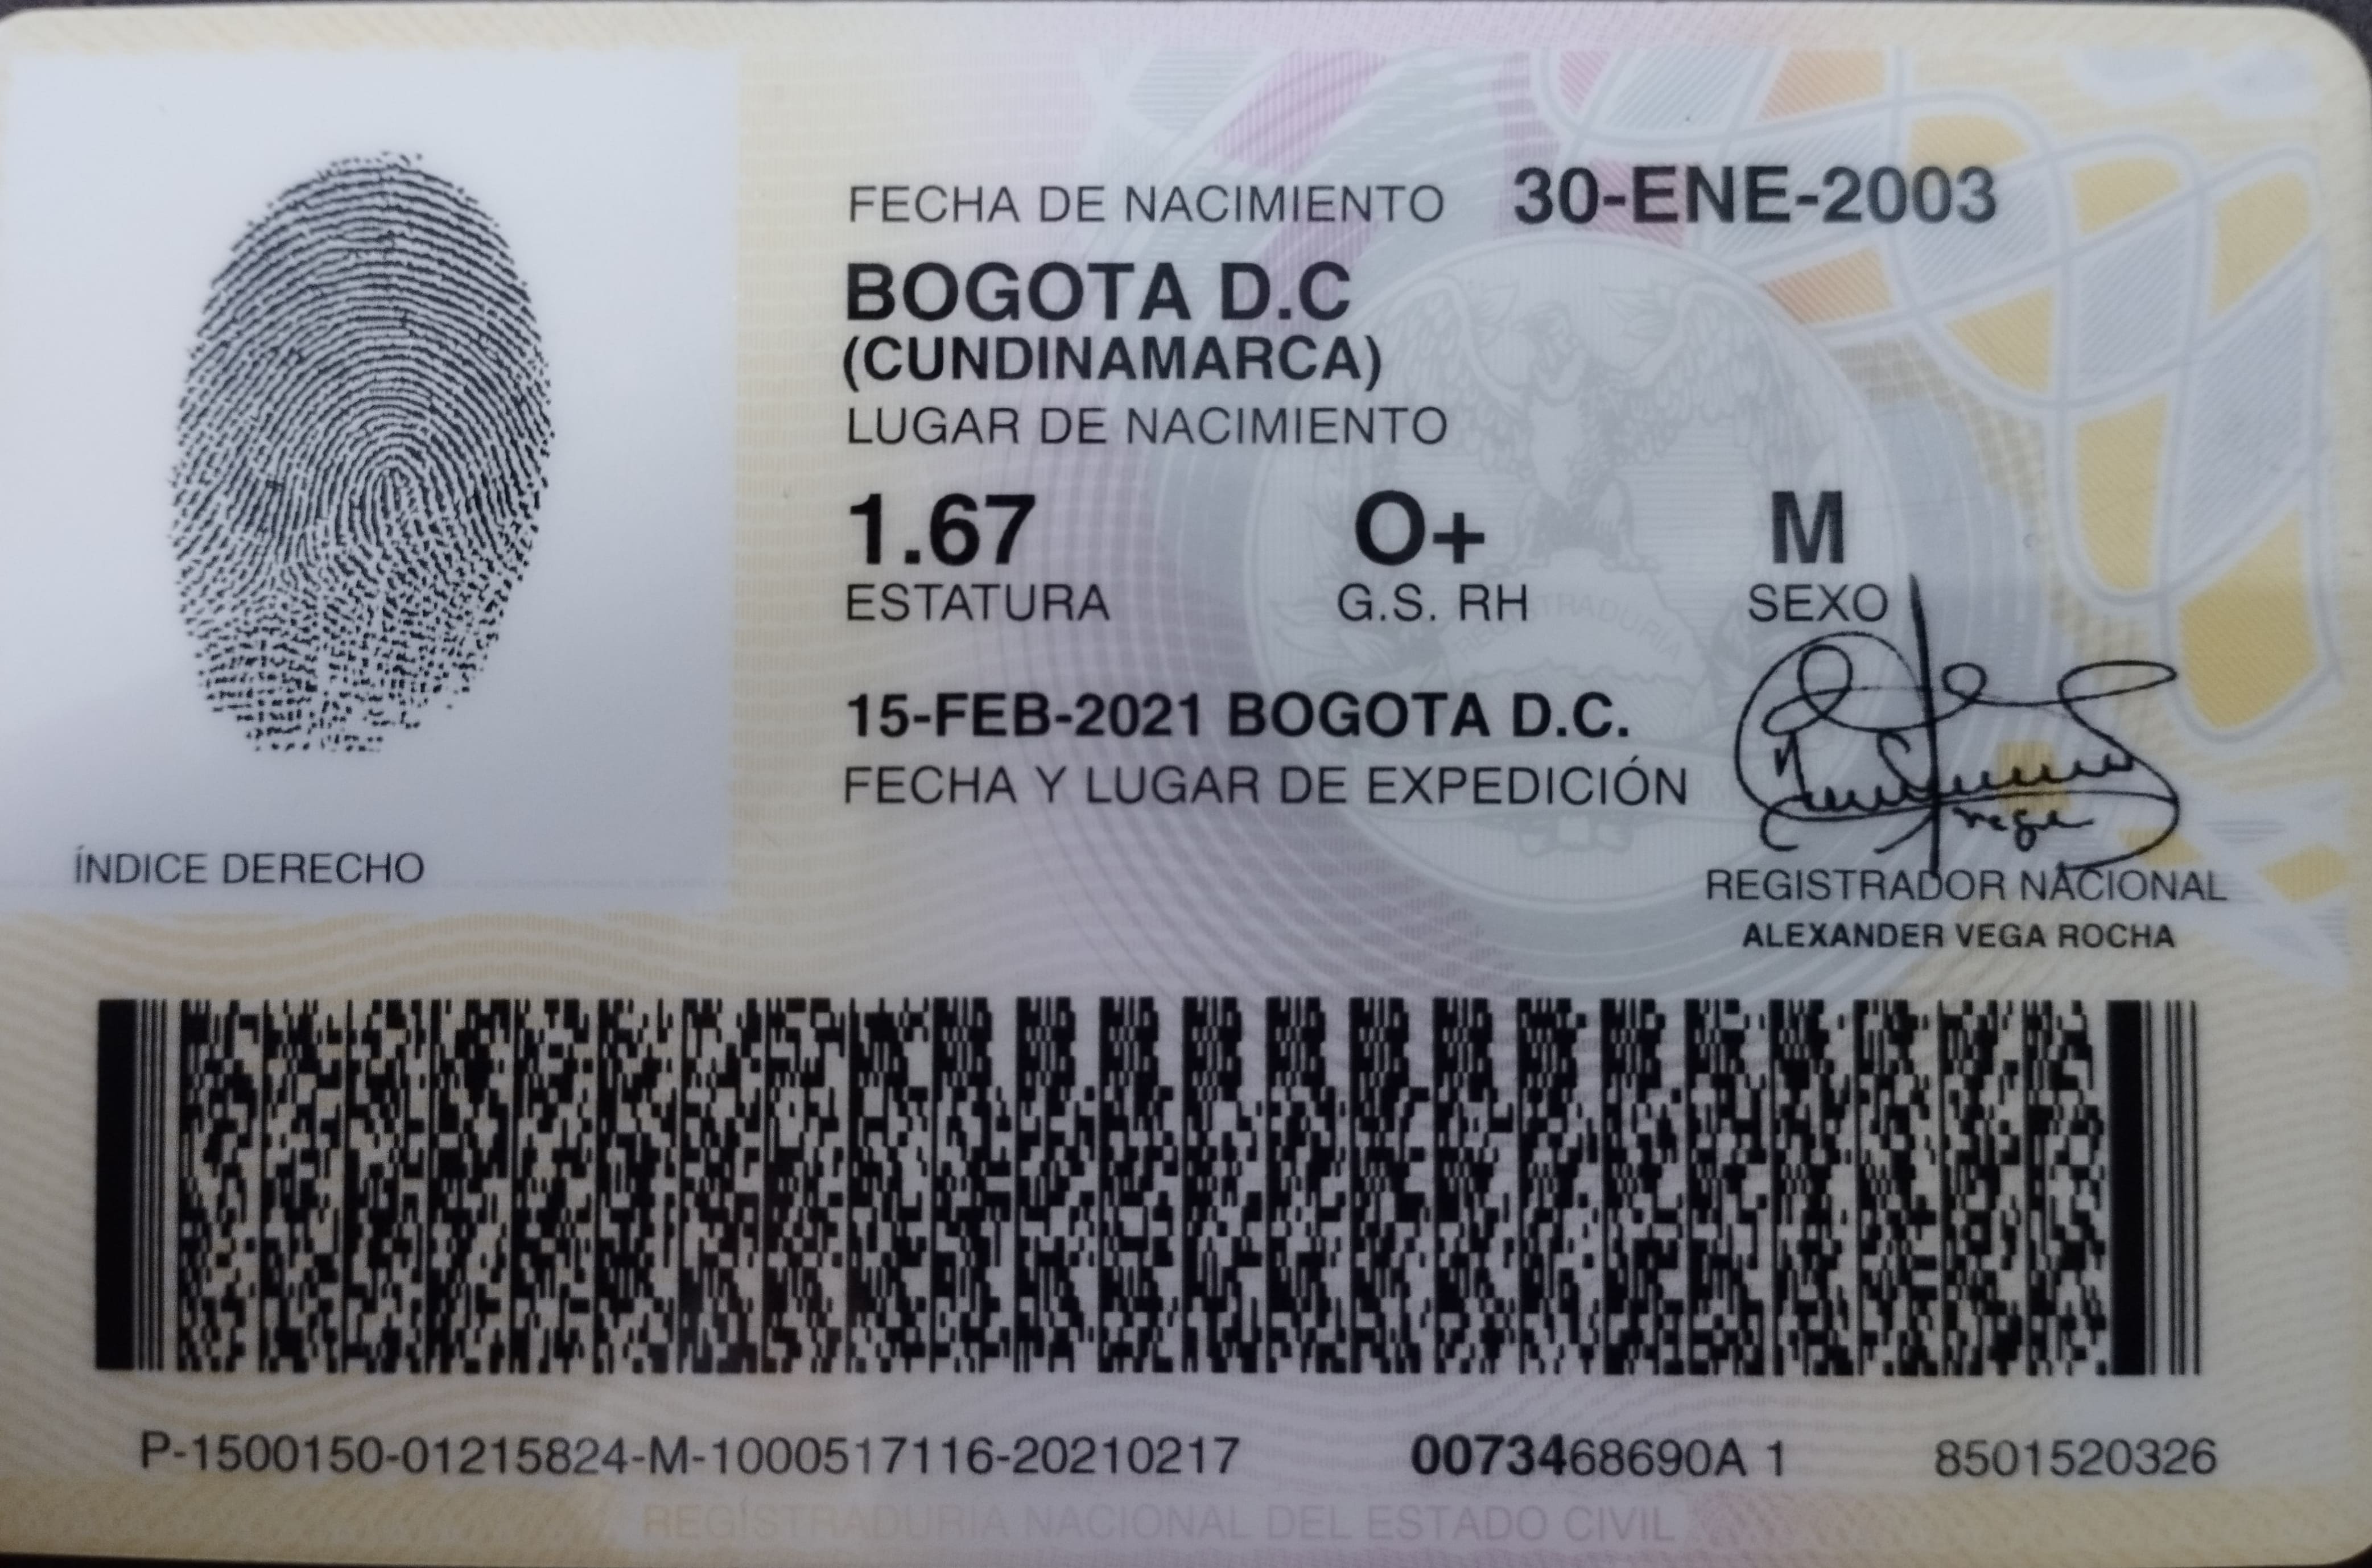 FECHA DE NACIMIENTO 30-ENE-2003
BOGOTA D.C
(CUNDINAMARCA)
LUGAR DE NACIMIENTO
1.67 O+ M
ESTATURA G.S. RH SEXO
15-FEB-2021 BOGOTA D.C.
FECHA Y LUGAR DE EXPEDICIÓN
ÍNDICE DERECHO
REGISTRADOR NACIONAL
ALEXANDER VEGA ROCHA
P-1500150-01215824-M-1000517116-20210217 0073468690A 1 8501520326
REGISTRADURIA NACIONAL DEL ESTADO CIVIL